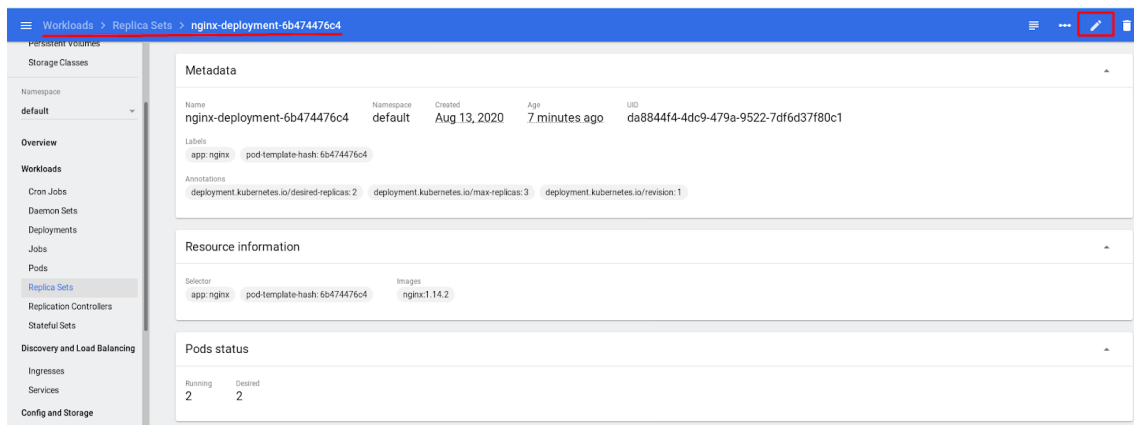 Workloads > Replica Sets > nginx-deployment-6b474476c4
Persistent Volumes
Storage Classes
Namespace
default
Overview
Workloads
Cron Jobs
Daemon Sets
Deployments
Jobs
Pods
Replica Sets
Replication Controllers
Stateful Sets
Discovery and Load Balancing
Ingresses
Services
Config and Storage
Metadata
Name Namespace Created Age UID
nginx-deployment-6b474476c4 default Aug 13, 2020 7 minutes ago da8844f4-4dc9-479a-9522-7df6d37f80c1
Labels
app: nginx pod-template-hash: 6b474476c4
Annotations
deployment.kubernetes.io/desired-replicas: 2 deployment.kubernetes.io/max-replicas: 3 deployment.kubernetes.io/revision: 1
Resource information
Selector Images
app: nginx pod-template-hash: 6b474476c4 nginx:1.14.2
Pods status
Running Desired
2 2